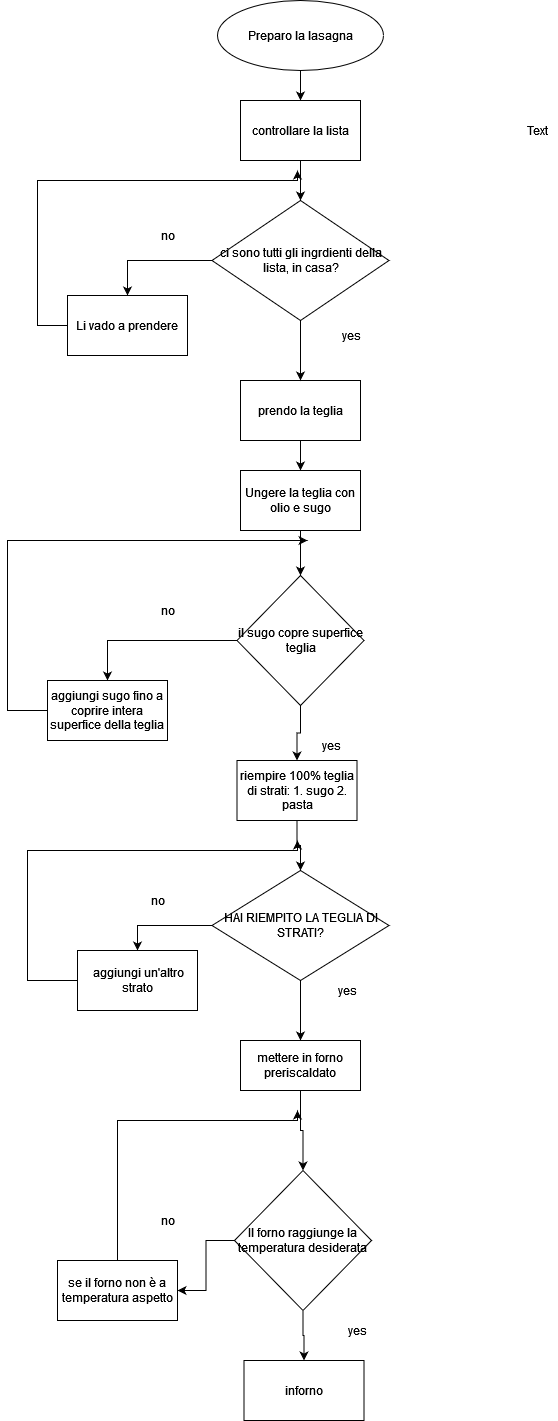 Preparo la lasagna
controllare la lista
Text
no
ci sono tutti gli ingrdienti della
lista, in casa?
Li vado a prendere
yes
prendo la teglia
Ungere la teglia con
olio e sugo
no
il sugo copre superfice
teglia
aggiungi sugo fino a
coprire intera
superfice della teglia
yes
riempire 100% teglia
di strati: 1. sugo 2.
pasta
no
HAI RIEMPITO LA TEGLIA DI
STRATI?
aggiungi un'altro
strato
yes
mettere in forno
preriscaldato
no
Il forno raggiunge la
temperatura desiderata
se il forno non è a
temperatura aspetto
yes
inforno